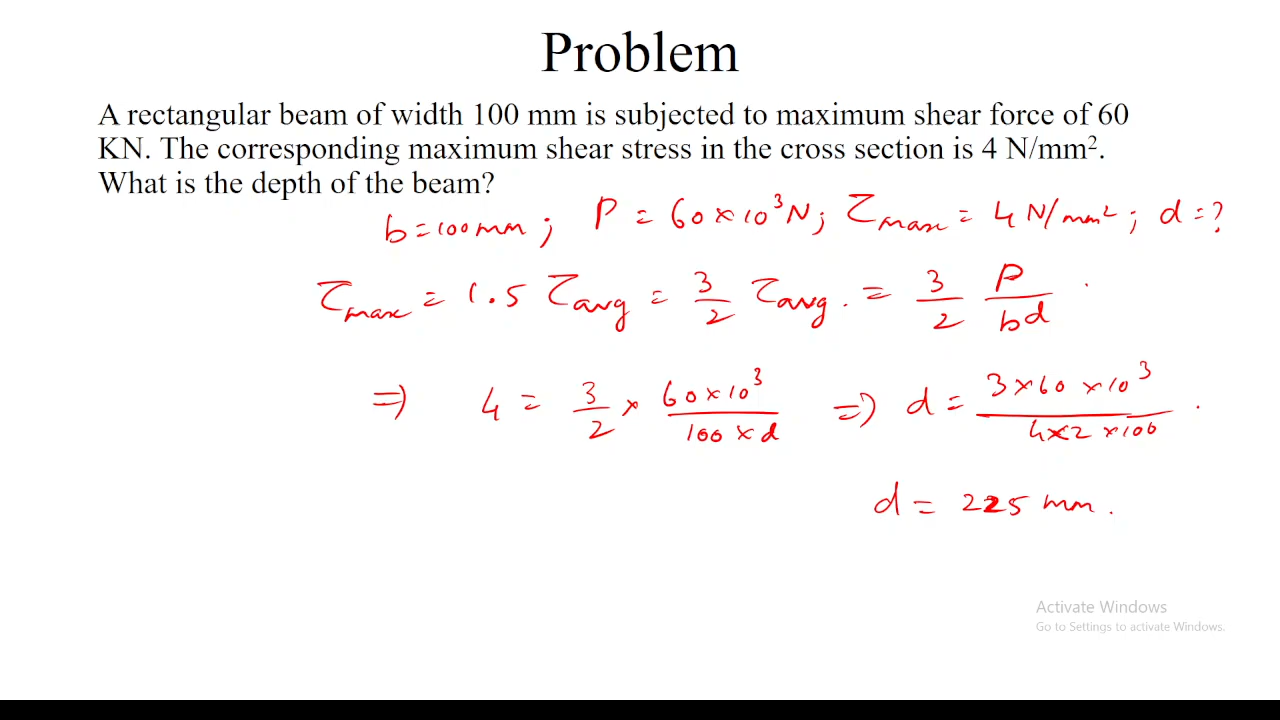 Problem
A rectangular beam of width 100 mm is subjected to maximum shear force of 60
KN. The corresponding maximum shear stress in the cross section is 4 N/mm².
What is the depth of the beam?
b = 100 mm ; P = 60 × 10³ N ; τmax = 4 N/mm² ; d = ?
τmax = 1.5 τavg = 3/2 τavg. = 3/2 P/bd .
⇒ 4 = 3/2 × 60 × 10³/100 × d ⇒ d = 3 × 60 × 10³/4 × 2 × 100 .
d = 225 mm .
Activate Windows
Go to Settings to activate Windows.